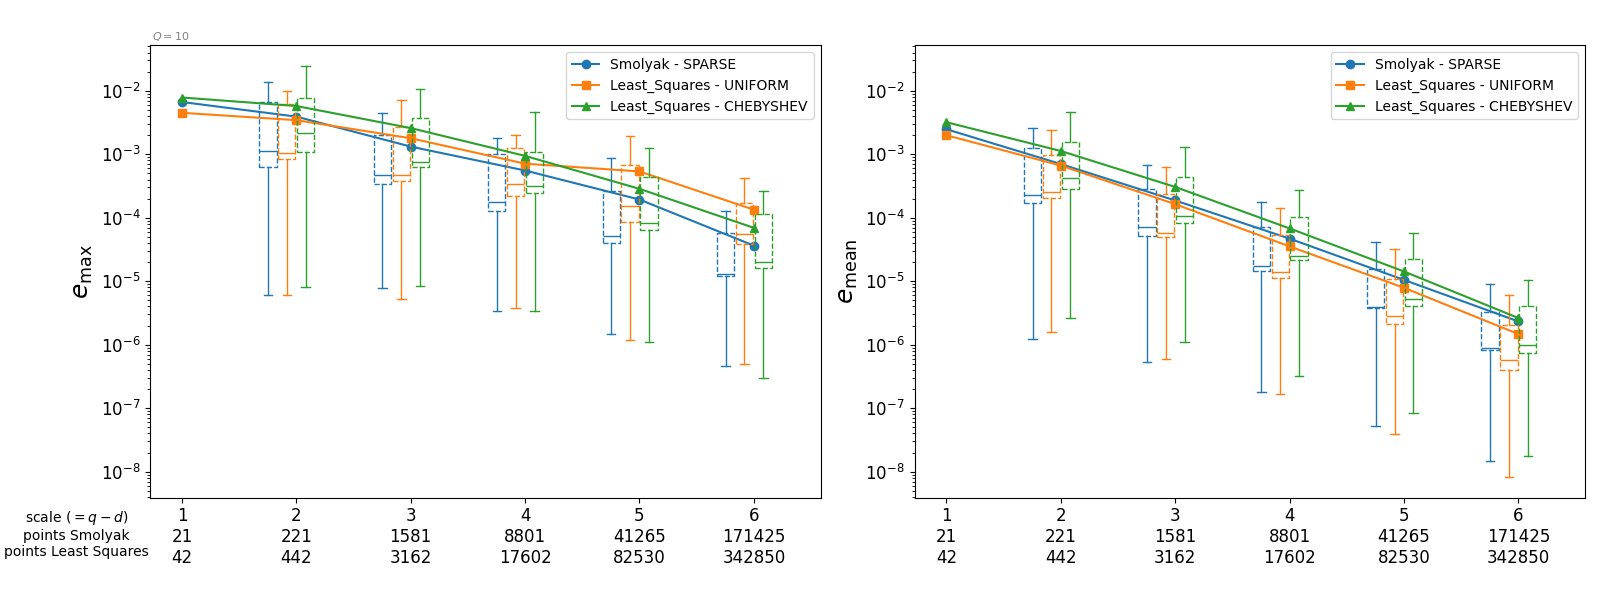 Q = 10
Smolyak - SPARSE
Least_Squares - UNIFORM
Least_Squares - CHEBYSHEV
Smolyak - SPARSE
Least_Squares - UNIFORM
Least_Squares - CHEBYSHEV
10⁻²
10⁻³
10⁻⁴
10⁻⁵
10⁻⁶
10⁻⁷
10⁻⁸
e_max
10⁻²
10⁻³
10⁻⁴
10⁻⁵
10⁻⁶
10⁻⁷
10⁻⁸
e_mean
scale (= q − d) 1 2 3 4 5 6 1 2 3 4 5 6
points Smolyak 21 221 1581 8801 41265 171425 21 221 1581 8801 41265 171425
points Least Squares 42 442 3162 17602 82530 342850 42 442 3162 17602 82530 342850